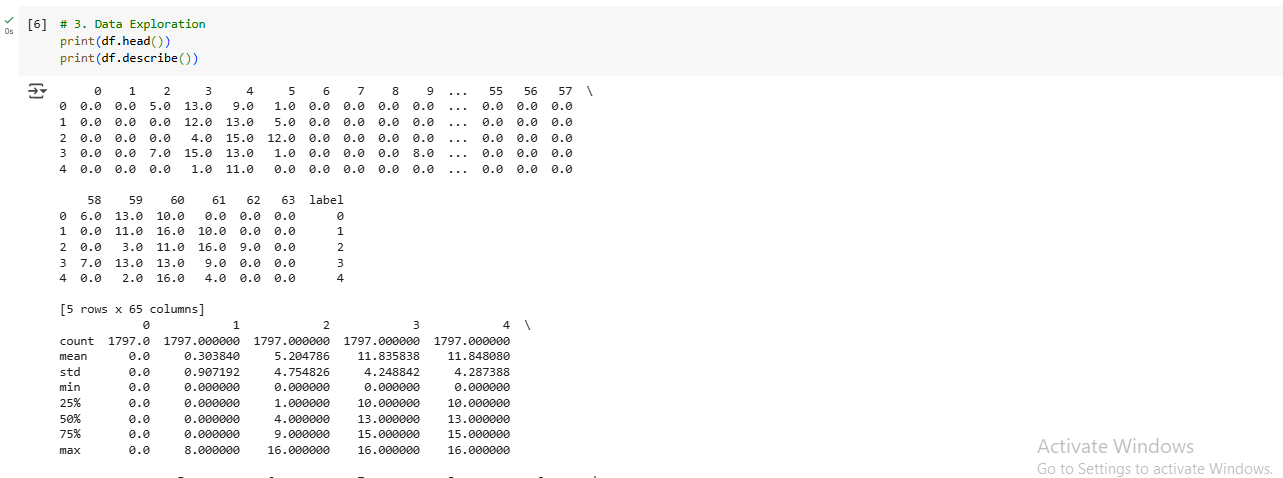 [6] # 3. Data Exploration
0s
print(df.head())
print(df.describe())
0 1 2 3 4 5 6 7 8 9 ... 55 56 57 \
0 0.0 0.0 5.0 13.0 9.0 1.0 0.0 0.0 0.0 0.0 ... 0.0 0.0 0.0
1 0.0 0.0 0.0 12.0 13.0 5.0 0.0 0.0 0.0 0.0 ... 0.0 0.0 0.0
2 0.0 0.0 0.0 4.0 15.0 12.0 0.0 0.0 0.0 0.0 ... 0.0 0.0 0.0
3 0.0 0.0 7.0 15.0 13.0 1.0 0.0 0.0 0.0 8.0 ... 0.0 0.0 0.0
4 0.0 0.0 0.0 1.0 11.0 0.0 0.0 0.0 0.0 0.0 ... 0.0 0.0 0.0
58 59 60 61 62 63 label
0 6.0 13.0 10.0 0.0 0.0 0.0 0
1 0.0 11.0 16.0 10.0 0.0 0.0 1
2 0.0 3.0 11.0 16.0 9.0 0.0 2
3 7.0 13.0 13.0 9.0 0.0 0.0 3
4 0.0 2.0 16.0 4.0 0.0 0.0 4
[5 rows x 65 columns]
0 1 2 3 4 \
count 1797.0 1797.000000 1797.000000 1797.000000 1797.000000
mean 0.0 0.303840 5.204786 11.835838 11.848080
std 0.0 0.907192 4.754826 4.248842 4.287388
min 0.0 0.000000 0.000000 0.000000 0.000000
25% 0.0 0.000000 1.000000 10.000000 10.000000
50% 0.0 0.000000 4.000000 13.000000 13.000000
75% 0.0 0.000000 9.000000 15.000000 15.000000
max 0.0 8.000000 16.000000 16.000000 16.000000
Activate Windows
Go to Settings to activate Windows.